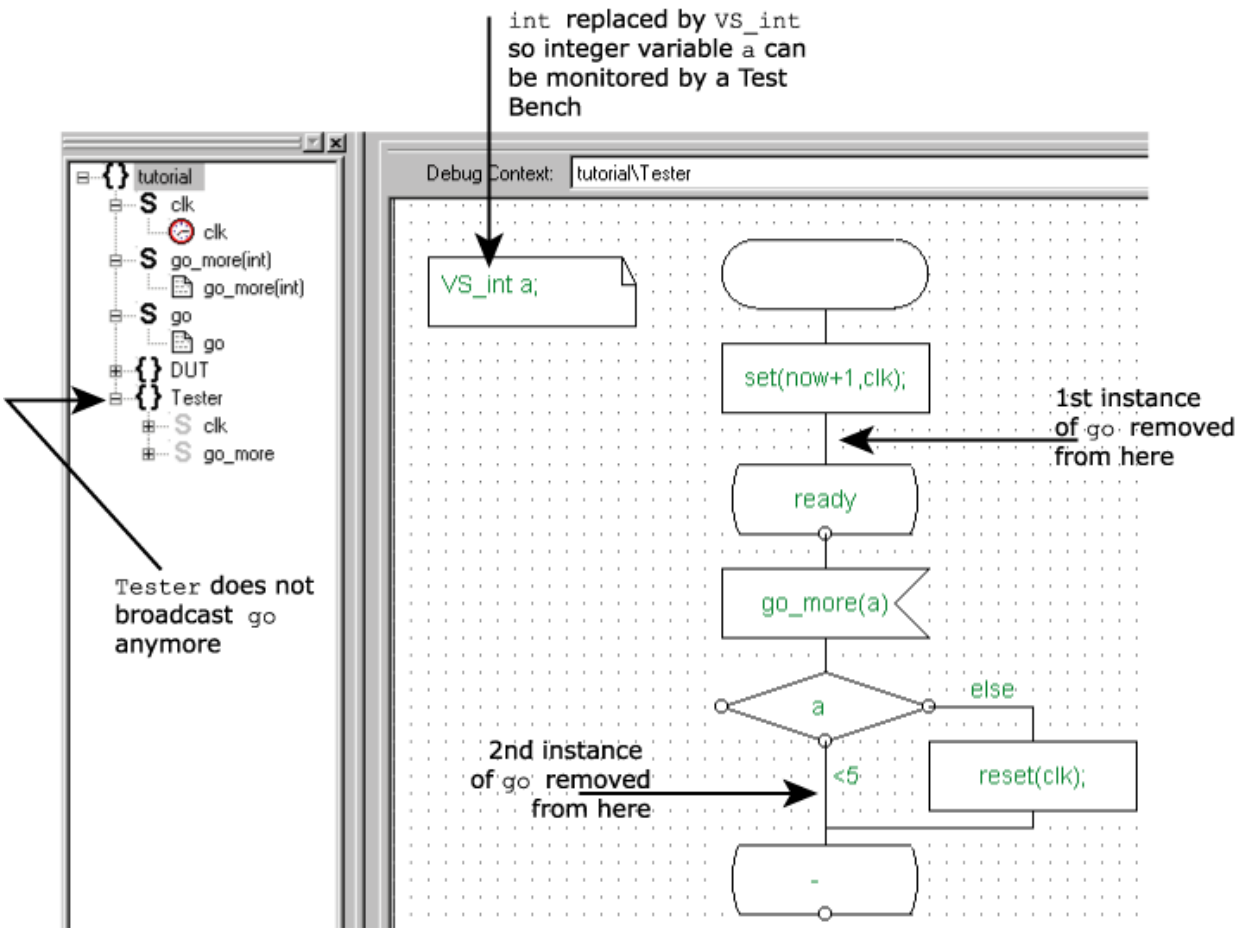 int replaced by VS_int
so integer variable a can
be monitored by a Test
Bench
tutorial
S clk
clk
S go_more(int)
go_more(int)
S go
go
{} DUT
{} Tester
S clk
S go_more
Tester does not
broadcast go
anymore
Debug Context: tutorial\Tester
VS_int a;
set(now+1,clk);
1st instance
of go removed
from here
ready
go_more(a)
a
else
2nd instance
of go removed
from here
<5
reset(clk);
-